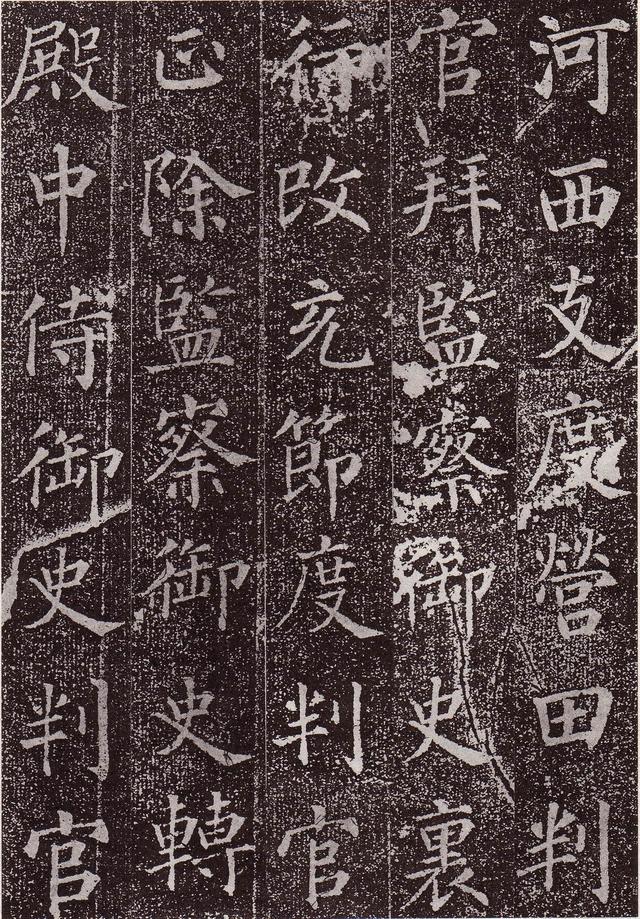 河西支度營田判
官拜監察御史裏
行改充節度判官
正除監察御史轉
殿中侍御史判官